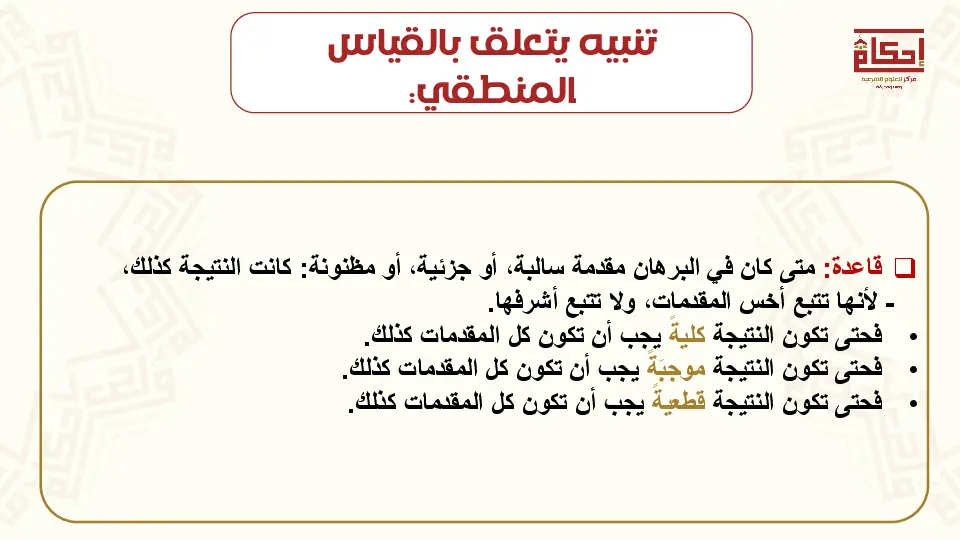 تنبيه يتعلق بالقياس
المنطقي:
إحكام
مركز للعلوم الشرعية
❑ قاعدة: متى كان في البرهان مقدمة سالبة، أو جزئية، أو مظنونة: كانت النتيجة كذلك،
- لأنها تتبع أخس المقدمات، ولا تتبع أشرفها.
• فحتى تكون النتيجة كليةً يجب أن تكون كل المقدمات كذلك.
• فحتى تكون النتيجة موجبَةً يجب أن تكون كل المقدمات كذلك.
• فحتى تكون النتيجة قطعيةً يجب أن تكون كل المقدمات كذلك.